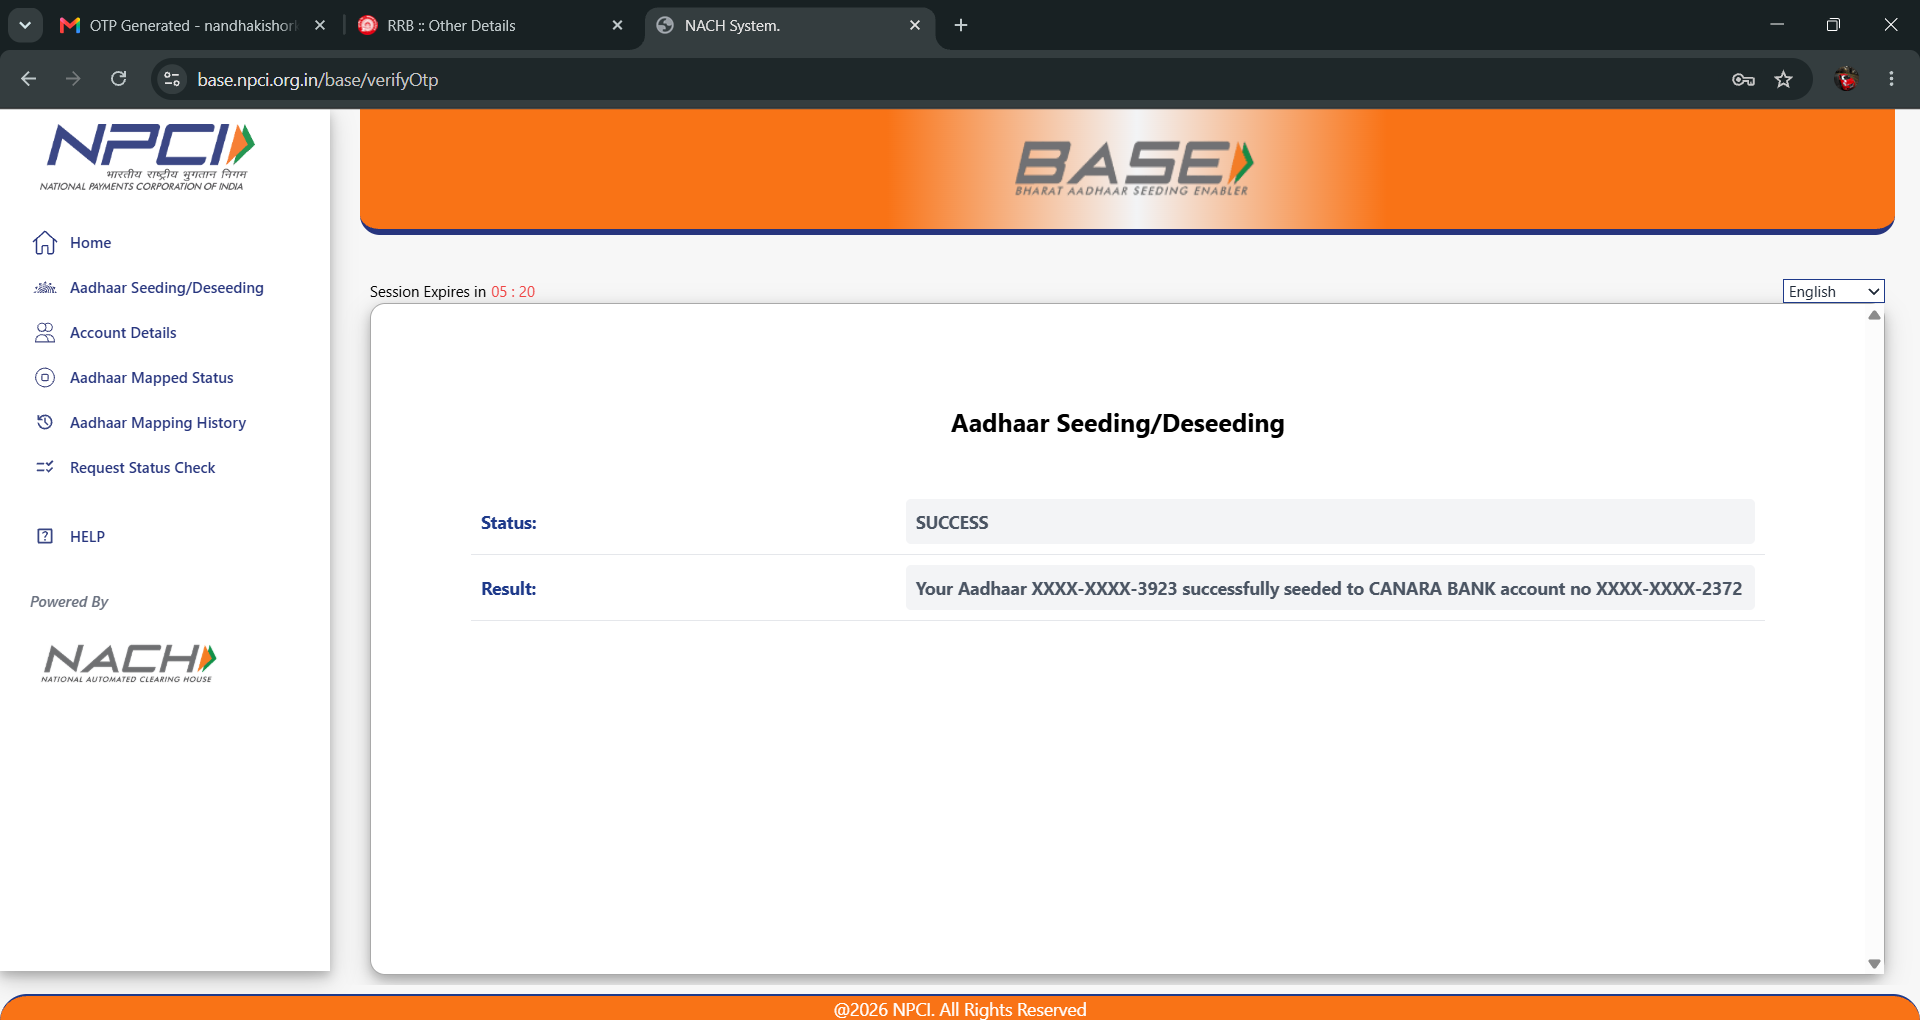 OTP Generated - nandhakishor
RRB :: Other Details
NACH System.
base.npci.org.in/base/verifyOtp
NPCI
भारतीय राष्ट्रीय भुगतान निगम
NATIONAL PAYMENTS CORPORATION OF INDIA
BASE
BHARAT AADHAAR SEEDING ENABLER
Home
Aadhaar Seeding/Deseeding
Account Details
Aadhaar Mapped Status
Aadhaar Mapping History
Request Status Check
HELP
Powered By
NACH
NATIONAL AUTOMATED CLEARING HOUSE
Session Expires in 05 : 20
English
Aadhaar Seeding/Deseeding
Status: SUCCESS
Result: Your Aadhaar XXXX-XXXX-3923 successfully seeded to CANARA BANK account no XXXX-XXXX-2372
@2026 NPCI. All Rights Reserved